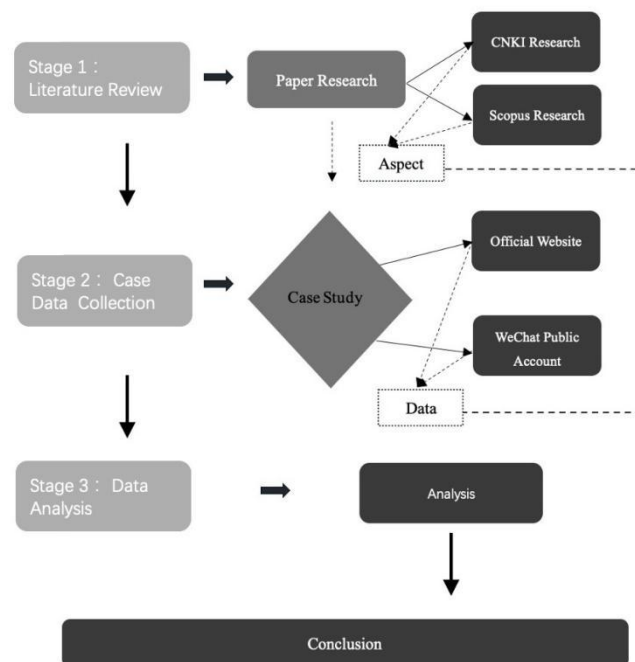 Stage 1： 
Literature Review
Paper Research
CNKI Research
Scopus Research
Aspect
Stage 2： Case
Data Collection
Case Study
Official Website
WeChat Public
Account
Data
Stage 3： Data
Analysis
Analysis
Conclusion